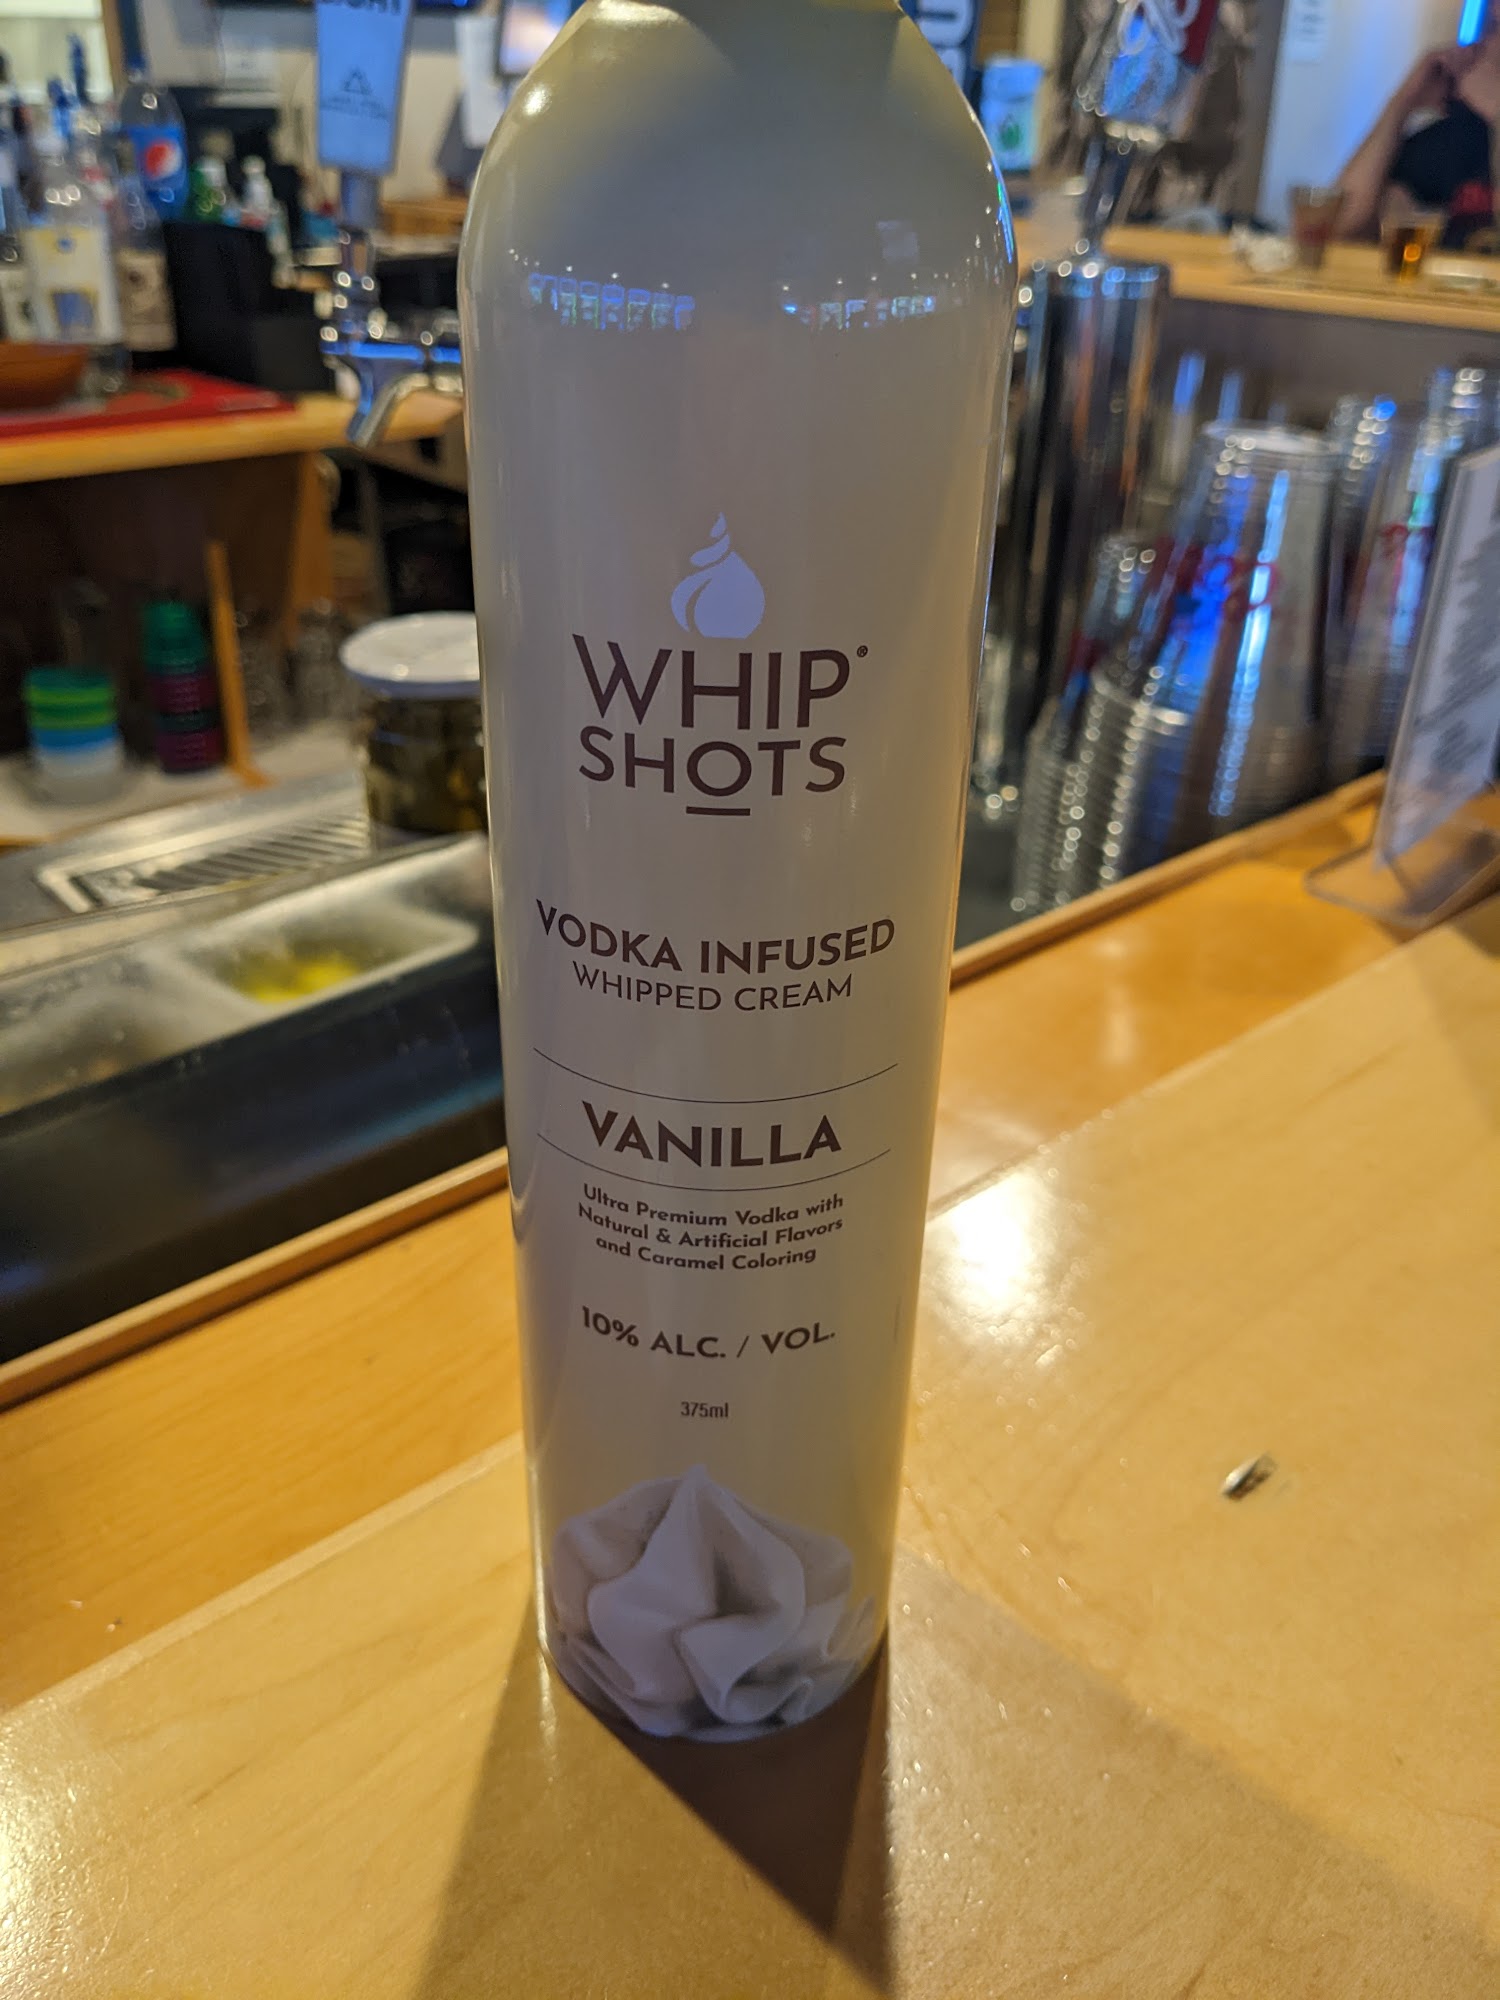 WHIP®
SHOTS
VODKA INFUSED
WHIPPED CREAM
VANILLA
Ultra Premium Vodka with
Natural & Artificial Flavors
and Caramel Coloring
10% ALC. / VOL.
375ml